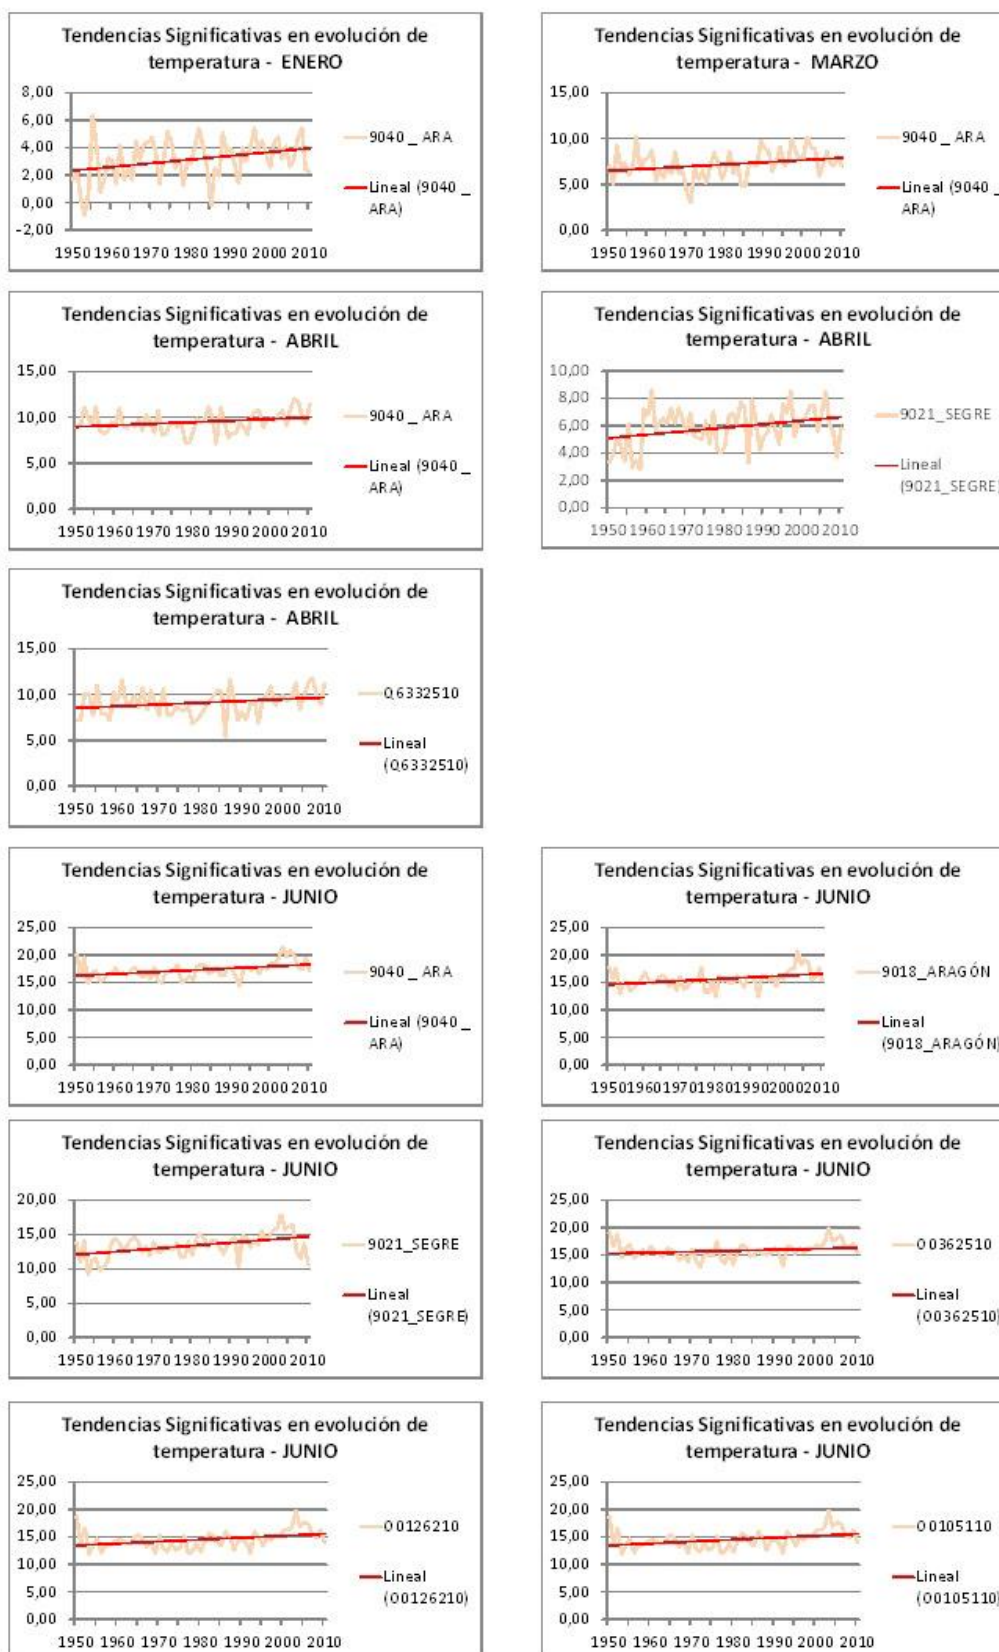 Tendencias Significativas en evolución de
temperatura - ENERO
8,00
6,00
4,00
2,00
0,00
-2,00
1950 1960 1970 1980 1990 2000 2010
9040 _ ARA
Lineal (9040 _
ARA)
Tendencias Significativas en evolución de
temperatura - MARZO
15,00
10,00
5,00
0,00
1950 1960 1970 1980 1990 2000 2010
9040 _ ARA
Lineal (9040 _
ARA)
Tendencias Significativas en evolución de
temperatura - ABRIL
15,00
10,00
5,00
0,00
1950 1960 1970 1980 1990 2000 2010
9040 _ ARA
Lineal (9040 _
ARA)
Tendencias Significativas en evolución de
temperatura - ABRIL
10,00
8,00
6,00
4,00
2,00
0,00
1950 1960 1970 1980 1990 2000 2010
9021_SEGRE
Lineal
(9021_SEGRE)
Tendencias Significativas en evolución de
temperatura - ABRIL
15,00
10,00
5,00
0,00
1950 1960 1970 1980 1990 2000 2010
Q6332510
Lineal
(Q6332510)
Tendencias Significativas en evolución de
temperatura - JUNIO
25,00
20,00
15,00
10,00
5,00
0,00
1950 1960 1970 1980 1990 2000 2010
9040 _ ARA
Lineal (9040 _
ARA)
Tendencias Significativas en evolución de
temperatura - JUNIO
25,00
20,00
15,00
10,00
5,00
0,00
1950 1960 1970 1980 1990 2000 2010
9018_ARAGÓN
Lineal
(9018_ARAGÓN)
Tendencias Significativas en evolución de
temperatura - JUNIO
20,00
15,00
10,00
5,00
0,00
1950 1960 1970 1980 1990 2000 2010
9021_SEGRE
Lineal
(9021_SEGRE)
Tendencias Significativas en evolución de
temperatura - JUNIO
25,00
20,00
15,00
10,00
5,00
0,00
1950 1960 1970 1980 1990 2000 2010
O0362510
Lineal
(O0362510)
Tendencias Significativas en evolución de
temperatura - JUNIO
25,00
20,00
15,00
10,00
5,00
0,00
1950 1960 1970 1980 1990 2000 2010
O0126210
Lineal
(O0126210)
Tendencias Significativas en evolución de
temperatura - JUNIO
25,00
20,00
15,00
10,00
5,00
0,00
1950 1960 1970 1980 1990 2000 2010
O0105110
Lineal
(O0105110)